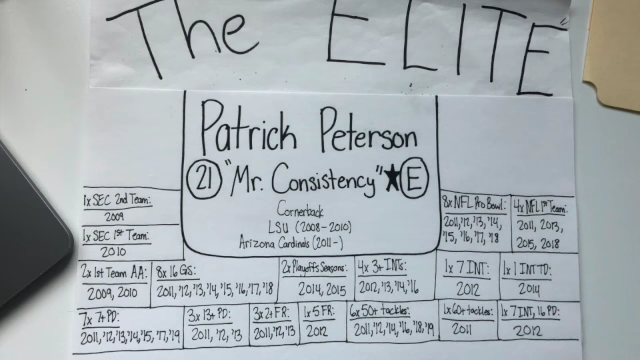 The ELITE
Patrick Peterson
21 "Mr. Consistency" ★ E
Cornerback
LSU (2008-2010)
Arizona Cardinals (2011-)
1x SEC 2nd Team:
2009
1x SEC 1st Team:
2010
8x NFL Pro Bowl:
2011,'12,'13,'14,
'15,'16,'17,'18
4x NFL 1st Team:
2011, 2013,
2015, 2018
2x 1st Team AA:
2009, 2010
8x 16 GS:
2011,'12,'13,'14,'15,'16,'17,'18
2x Playoffs Seasons:
2014, 2015
4x 3+ INTs:
2012,'13,'14,'16
1x 7 INT:
2012
1x 1 INT TD:
2014
7x 7+ PD:
2011,'12,'13,'14,'15,'17,'19
3x 13+ PD:
2011,'12,'13
3x 2+ FR:
2011,'12,'13
1x 5 FR:
2012
6x 50+ tackles:
2011,'12,'14,'16,'18,'19
1x 60+ tackles:
2011
1x 7 INT, 16 PD:
2012